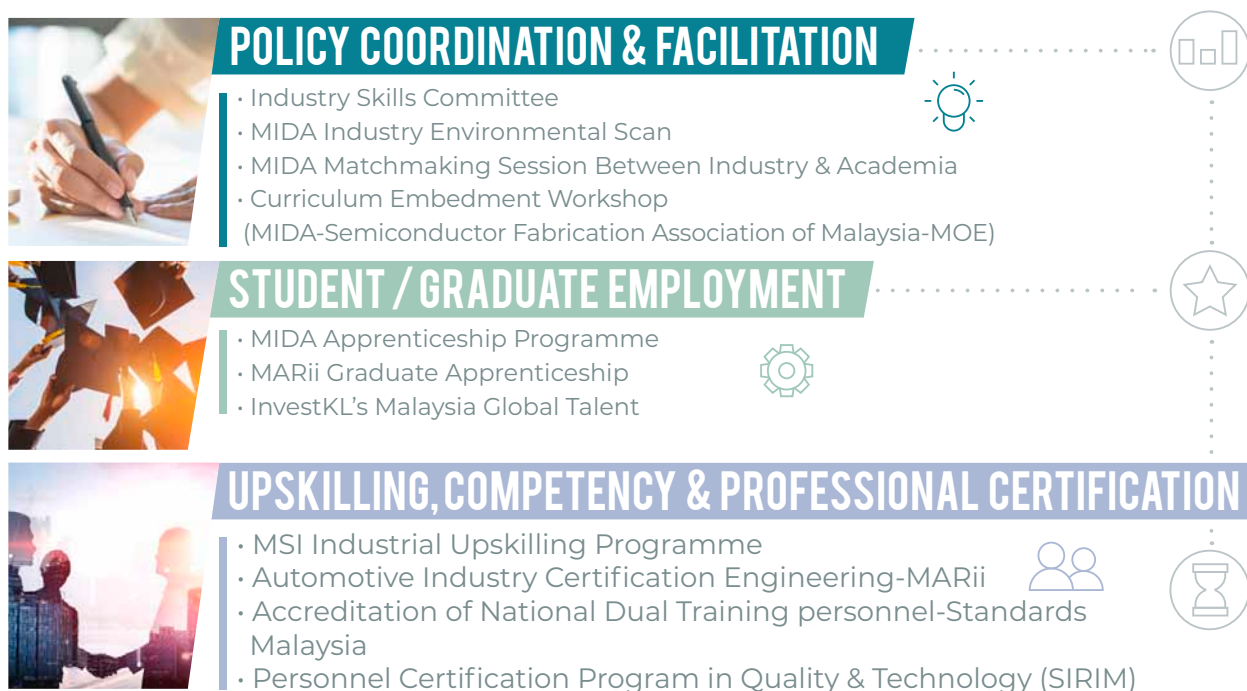 POLICY COORDINATION & FACILITATION
· Industry Skills Committee
· MIDA Industry Environmental Scan
· MIDA Matchmaking Session Between Industry & Academia
· Curriculum Embedment Workshop
(MIDA-Semiconductor Fabrication Association of Malaysia-MOE)
STUDENT / GRADUATE EMPLOYMENT
· MIDA Apprenticeship Programme
· MARii Graduate Apprenticeship
· InvestKL’s Malaysia Global Talent
UPSKILLING, COMPETENCY & PROFESSIONAL CERTIFICATION
· MSI Industrial Upskilling Programme
· Automotive Industry Certification Engineering-MARii
· Accreditation of National Dual Training personnel-Standards
Malaysia
· Personnel Certification Program in Quality & Technology (SIRIM)